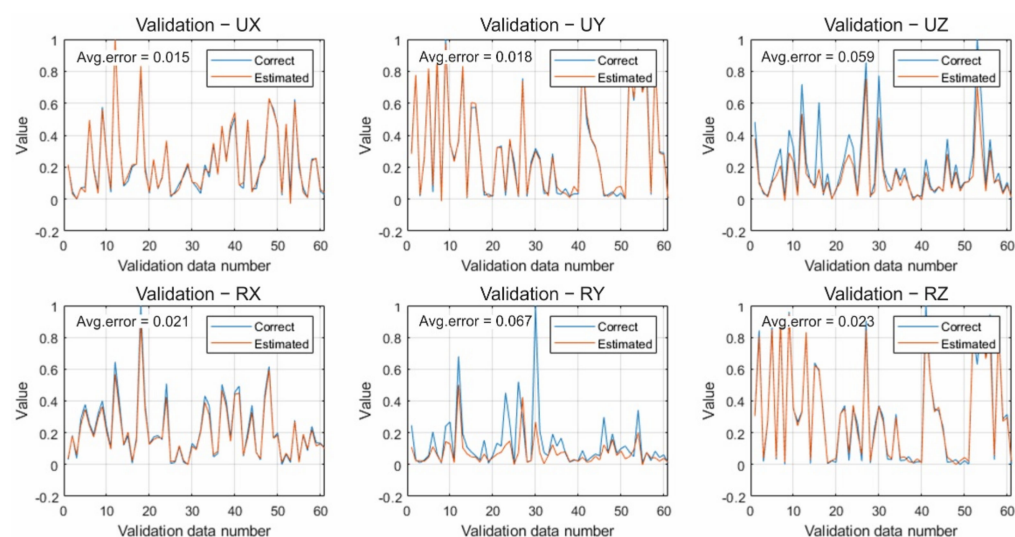 Validation − UX
Avg.error = 0.015
Correct
Estimated
1
0.8
0.6
0.4
0.2
0
-0.2
Value
0 10 20 30 40 50 60
Validation data number
Validation − UY
Avg.error = 0.018
Correct
Estimated
1
0.8
0.6
0.4
0.2
0
-0.2
Value
0 10 20 30 40 50 60
Validation data number
Validation − UZ
Avg.error = 0.059
Correct
Estimated
1
0.8
0.6
0.4
0.2
0
-0.2
Value
0 10 20 30 40 50 60
Validation data number
Validation − RX
Avg.error = 0.021
Correct
Estimated
1
0.8
0.6
0.4
0.2
0
-0.2
Value
0 10 20 30 40 50 60
Validation data number
Validation − RY
Avg.error = 0.067
Correct
Estimated
1
0.8
0.6
0.4
0.2
0
-0.2
Value
0 10 20 30 40 50 60
Validation data number
Validation − RZ
Avg.error = 0.023
Correct
Estimated
1
0.8
0.6
0.4
0.2
0
-0.2
Value
0 10 20 30 40 50 60
Validation data number